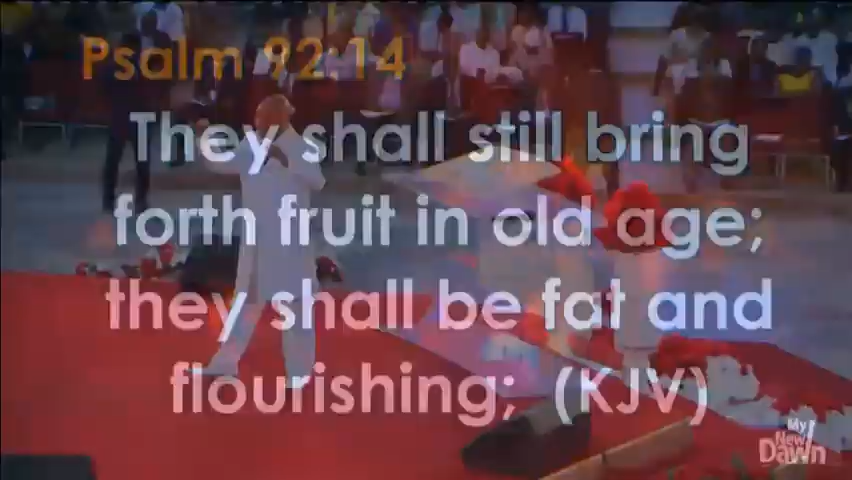 Psalm 92:14
They shall still bring
forth fruit in old age;
they shall be fat and
flourishing; (KJV)
My
New
Dawn